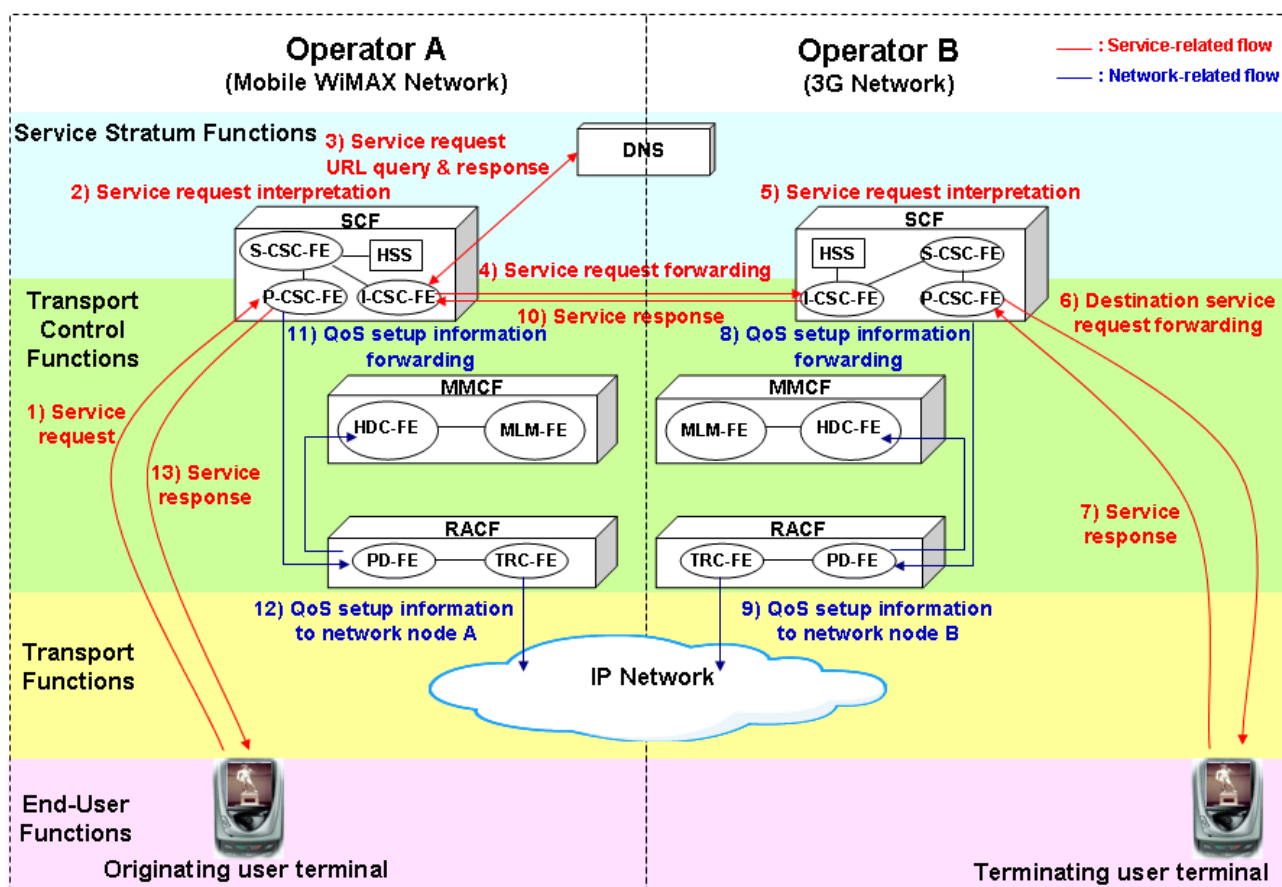 Operator A
(Mobile WiMAX Network)
Operator B
(3G Network)
: Service-related flow
: Network-related flow
Service Stratum Functions
3) Service request
URL query & response
DNS
2) Service request interpretation
5) Service request interpretation
SCF
S-CSC-FE
HSS
P-CSC-FE
I-CSC-FE
SCF
HSS
S-CSC-FE
I-CSC-FE
P-CSC-FE
4) Service request forwarding
10) Service response
6) Destination service
request forwarding
Transport
Control
Functions
11) QoS setup information
forwarding
8) QoS setup information
forwarding
MMCF
HDC-FE
MLM-FE
MMCF
MLM-FE
HDC-FE
1) Service
request
13) Service
response
7) Service
response
RACF
PD-FE
TRC-FE
RACF
TRC-FE
PD-FE
12) QoS setup information
to network node A
9) QoS setup information
to network node B
Transport
Functions
IP Network
End-User
Functions
Originating user terminal
Terminating user terminal